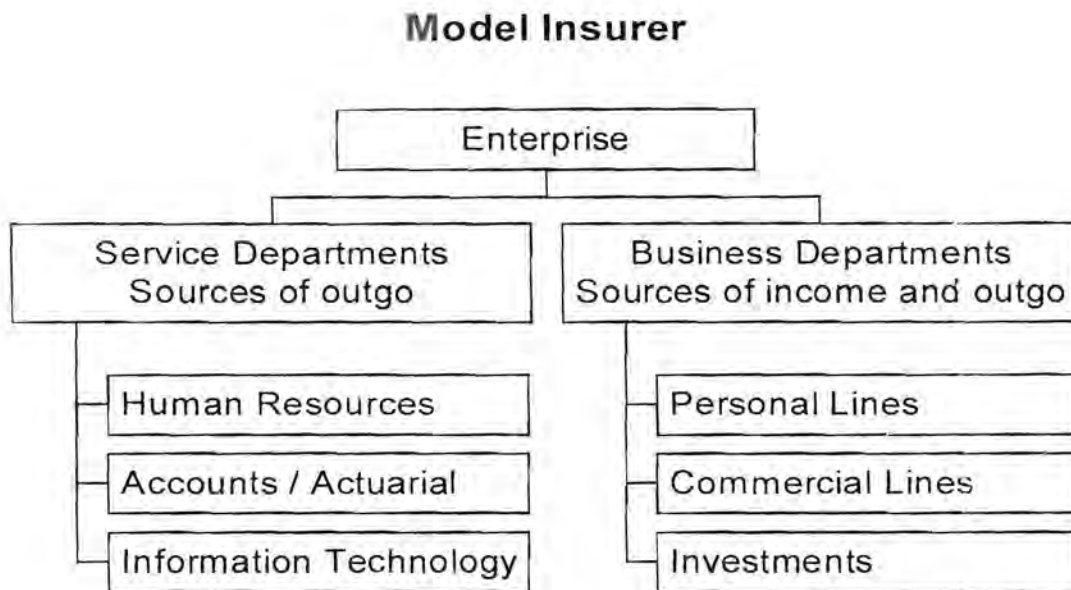 Model Insurer
Enterprise
Service Departments
Sources of outgo
Business Departments
Sources of income and outgo
Human Resources
Accounts / Actuarial
Information Technology
Personal Lines
Commercial Lines
Investments